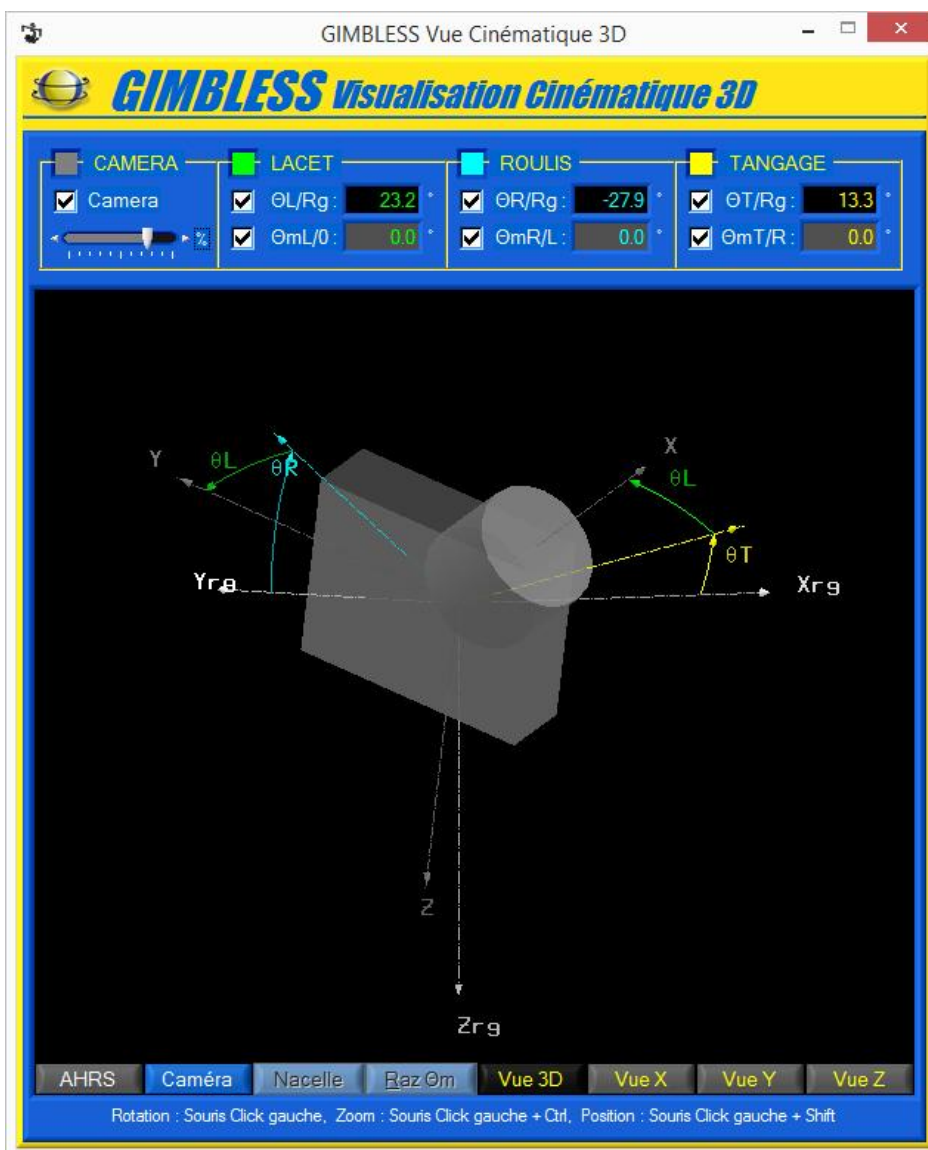 GIMBLESS Vue Cinématique 3D
GIMBLESS Visualisation Cinématique 3D
CAMERA LACET ROULIS TANGAGE
Camera ΘL/Rg : 23.2 ° ΘR/Rg : -27.9 ° ΘT/Rg : 13.3 °
% ΘmL/0 : 0.0 ° ΘmR/L : 0.0 ° ΘmT/R : 0.0 °
X
Y θL θR θL
θT
Yrg Xrg
Z
Zrg
AHRS Caméra Nacelle Raz Θm Vue 3D Vue X Vue Y Vue Z
Rotation : Souris Click gauche, Zoom : Souris Click gauche + Ctrl, Position : Souris Click gauche + Shift